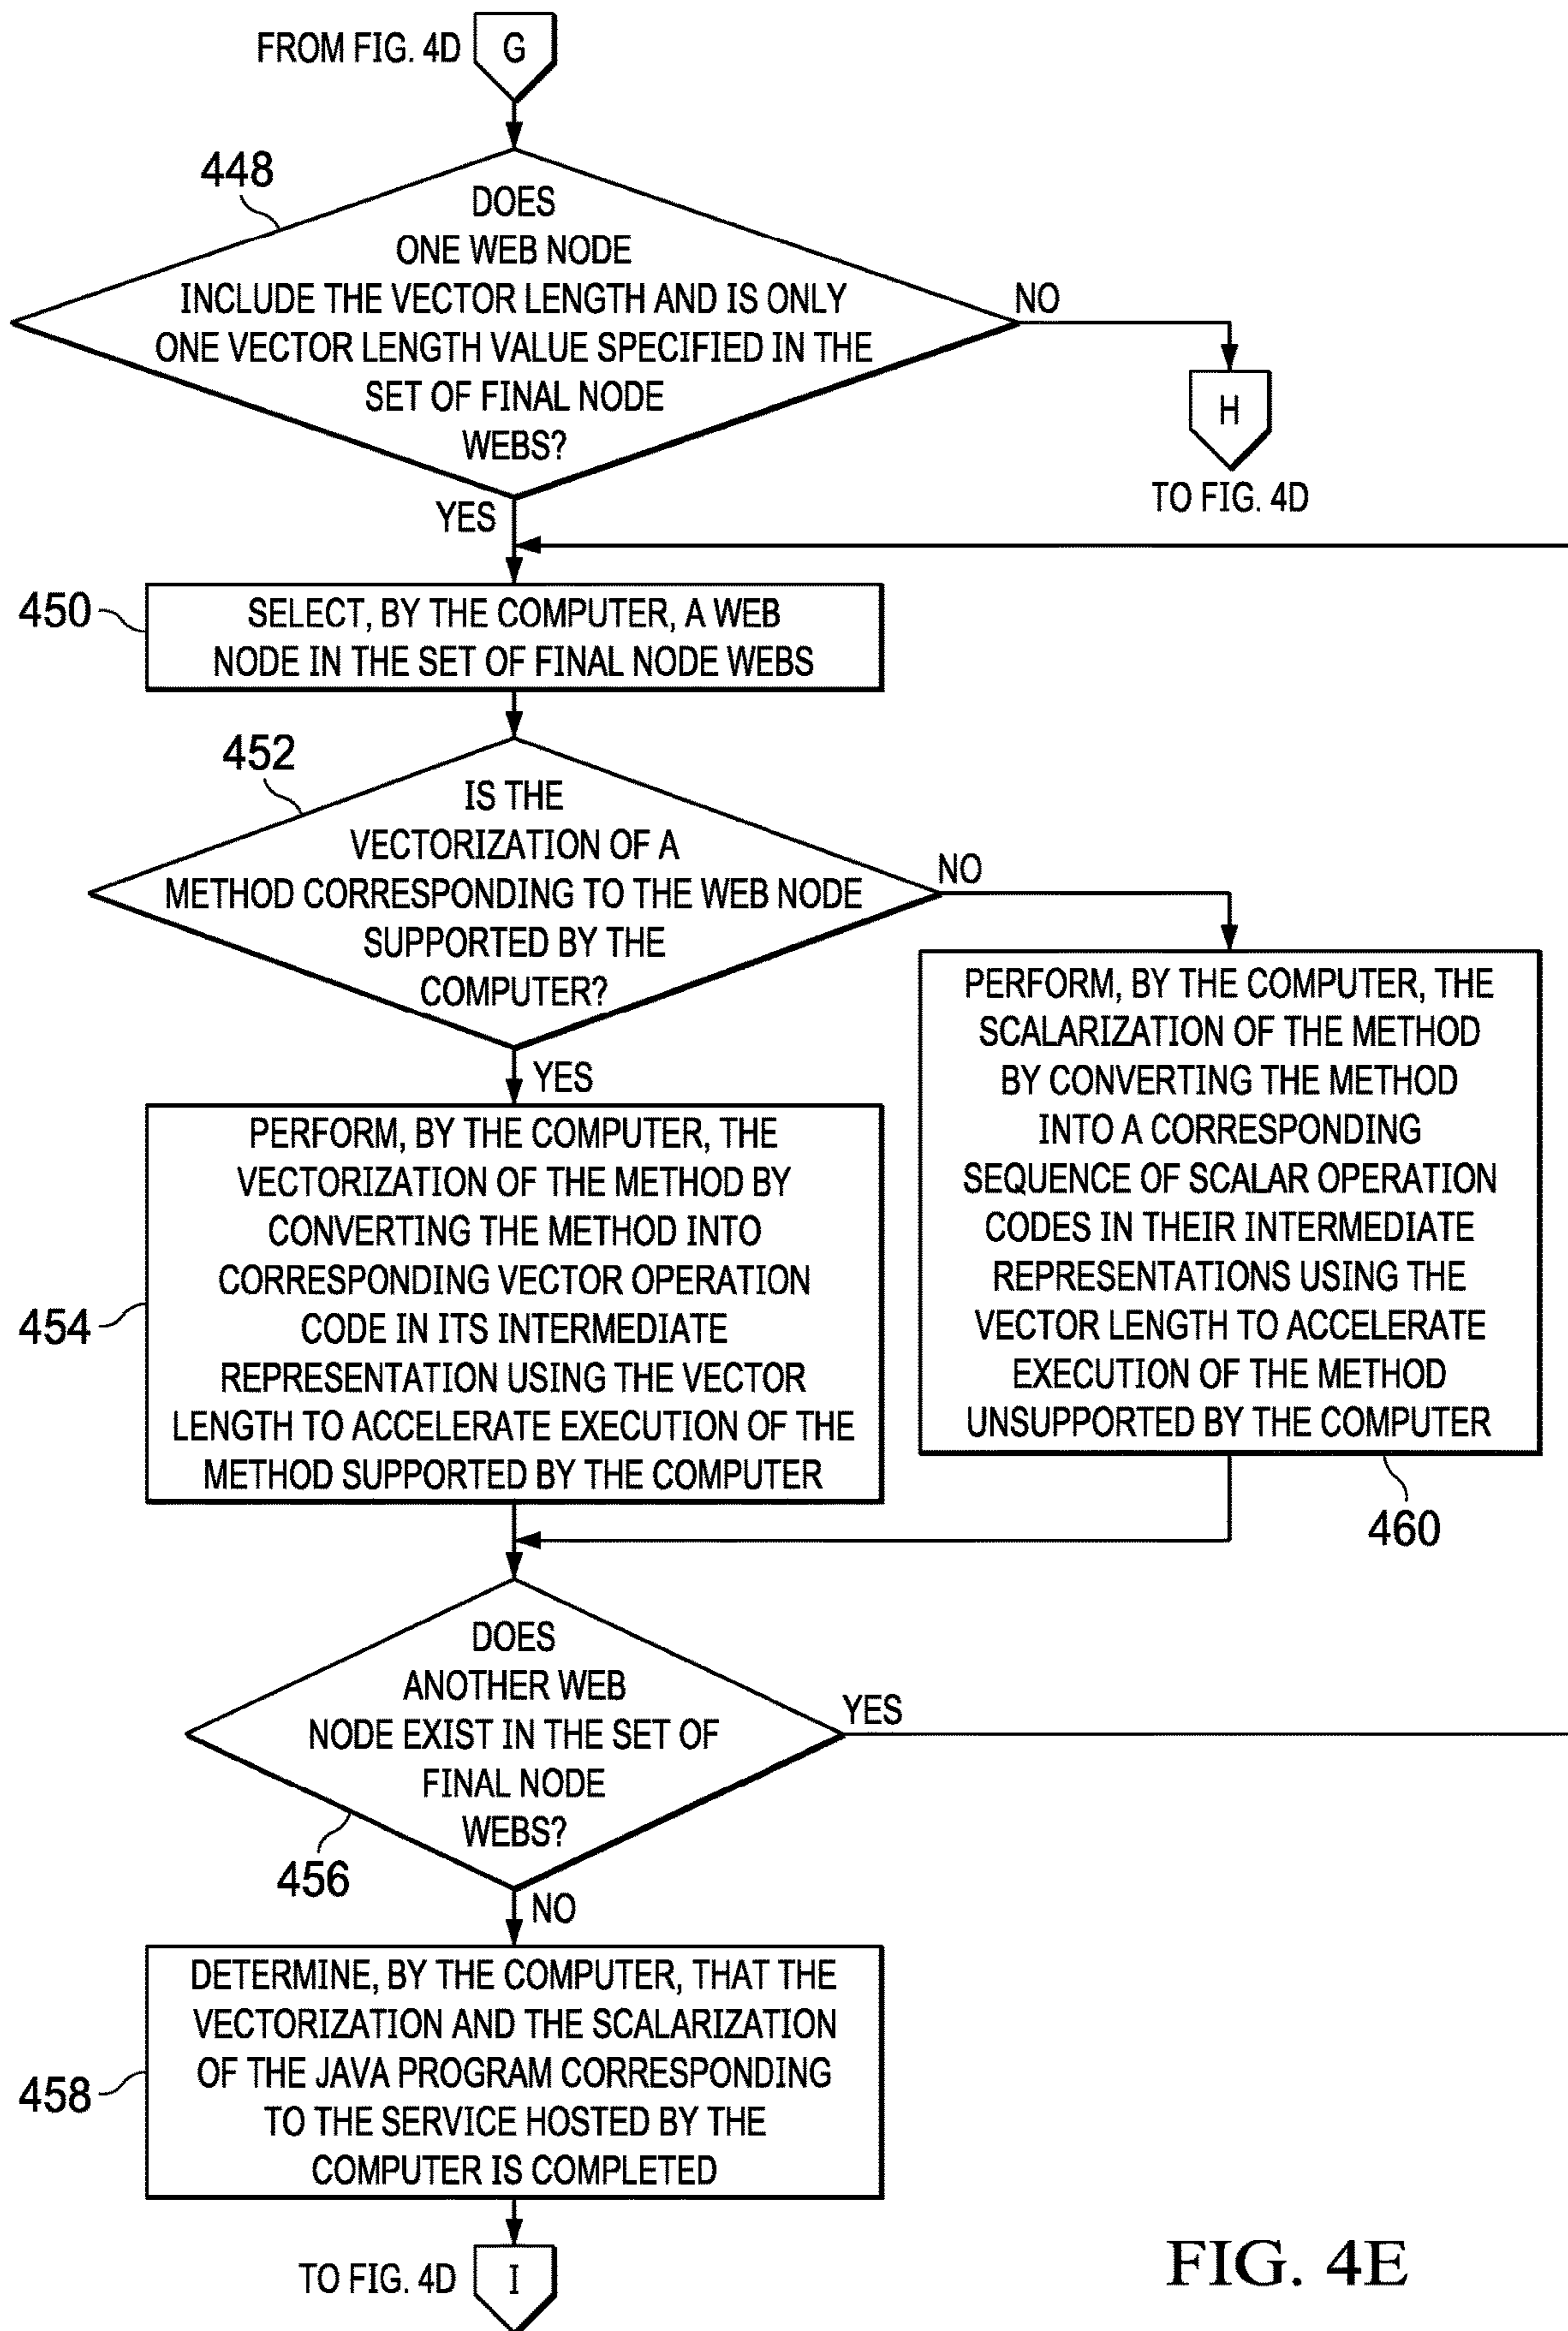 FROM FIG. 4D
G
448
DOES
ONE WEB NODE
INCLUDE THE VECTOR LENGTH AND IS ONLY
ONE VECTOR LENGTH VALUE SPECIFIED IN THE
SET OF FINAL NODE
WEBS?
NO
H
TO FIG. 4D
YES
450
SELECT, BY THE COMPUTER, A WEB
NODE IN THE SET OF FINAL NODE WEBS
452
IS THE
VECTORIZATION OF A
METHOD CORRESPONDING TO THE WEB NODE
SUPPORTED BY THE
COMPUTER?
NO
YES
PERFORM, BY THE COMPUTER, THE
SCALARIZATION OF THE METHOD
BY CONVERTING THE METHOD
INTO A CORRESPONDING
SEQUENCE OF SCALAR OPERATION
CODES IN THEIR INTERMEDIATE
REPRESENTATIONS USING THE
VECTOR LENGTH TO ACCELERATE
EXECUTION OF THE METHOD
UNSUPPORTED BY THE COMPUTER
460
454
PERFORM, BY THE COMPUTER, THE
VECTORIZATION OF THE METHOD BY
CONVERTING THE METHOD INTO
CORRESPONDING VECTOR OPERATION
CODE IN ITS INTERMEDIATE
REPRESENTATION USING THE VECTOR
LENGTH TO ACCELERATE EXECUTION OF THE
METHOD SUPPORTED BY THE COMPUTER
DOES
ANOTHER WEB
NODE EXIST IN THE SET OF
FINAL NODE
WEBS?
YES
456
NO
458
DETERMINE, BY THE COMPUTER, THAT THE
VECTORIZATION AND THE SCALARIZATION
OF THE JAVA PROGRAM CORRESPONDING
TO THE SERVICE HOSTED BY THE
COMPUTER IS COMPLETED
TO FIG. 4D
I
FIG. 4E